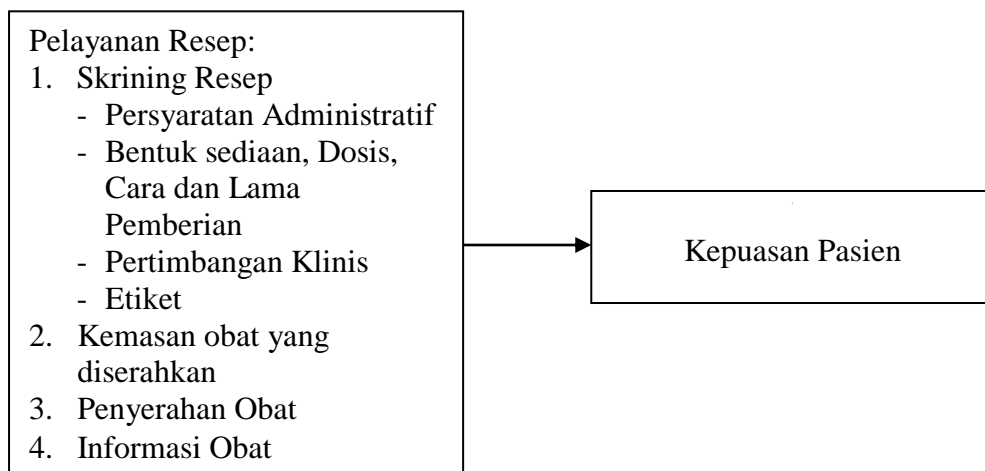 Pelayanan Resep:
1. Skrining Resep
- Persyaratan Administratif
- Bentuk sediaan, Dosis,
Cara dan Lama
Pemberian
- Pertimbangan Klinis
- Etiket
2. Kemasan obat yang
diserahkan
3. Penyerahan Obat
4. Informasi Obat
Kepuasan Pasien